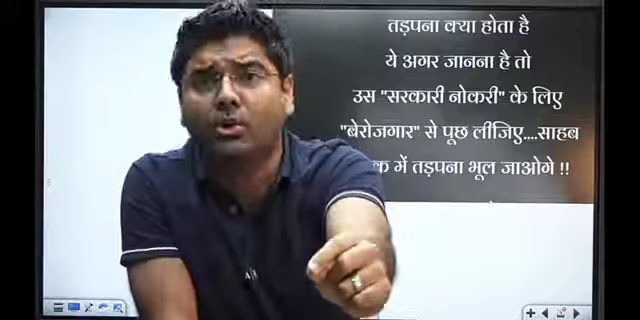 तड़पना क्या होता है
ये अगर जानना है तो
उस "सरकारी नोकरी" के लिए
"बेरोजगार" से पूछ लीजिए....साहब
में तड़पना भूल जाओगे !!